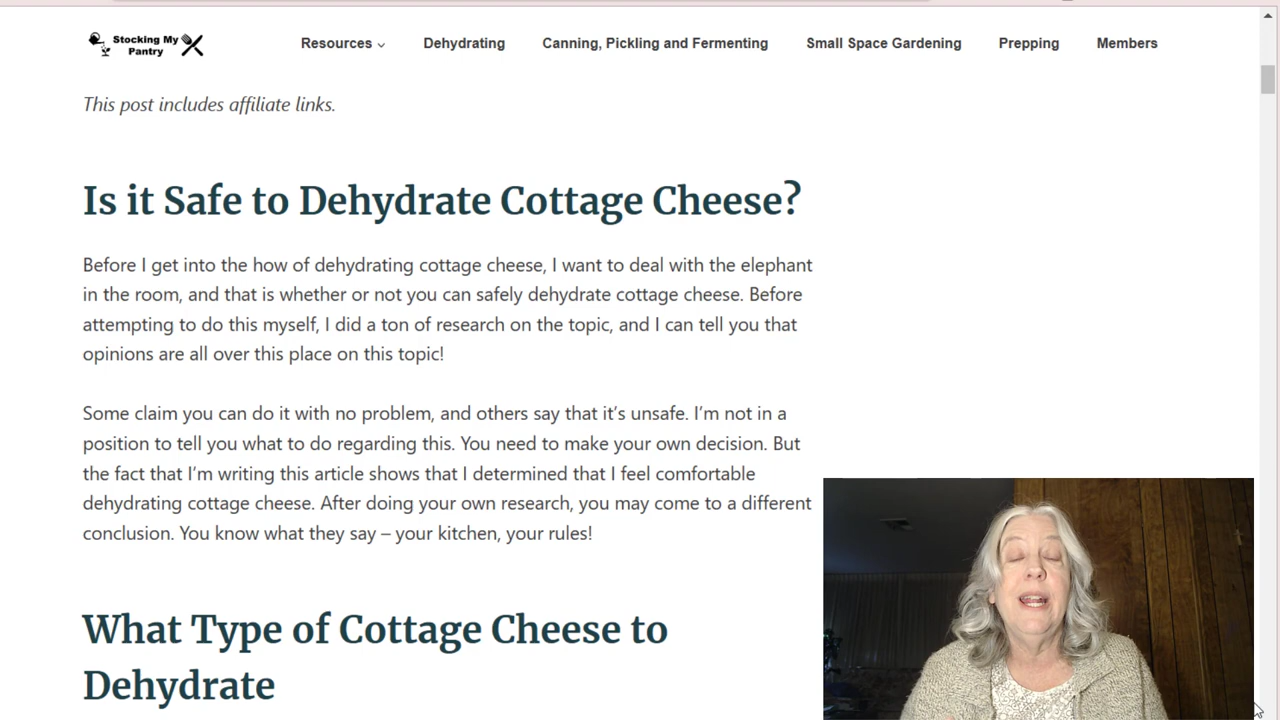 Stocking My
Pantry
Resources
Dehydrating
Canning, Pickling and Fermenting
Small Space Gardening
Prepping
Members
This post includes affiliate links.
Is it Safe to Dehydrate Cottage Cheese?
Before I get into the how of dehydrating cottage cheese, I want to deal with the elephant
in the room, and that is whether or not you can safely dehydrate cottage cheese. Before
attempting to do this myself, I did a ton of research on the topic, and I can tell you that
opinions are all over this place on this topic!
Some claim you can do it with no problem, and others say that it’s unsafe. I’m not in a
position to tell you what to do regarding this. You need to make your own decision. But
the fact that I’m writing this article shows that I determined that I feel comfortable
dehydrating cottage cheese. After doing your own research, you may come to a different
conclusion. You know what they say – your kitchen, your rules!
What Type of Cottage Cheese to
Dehydrate